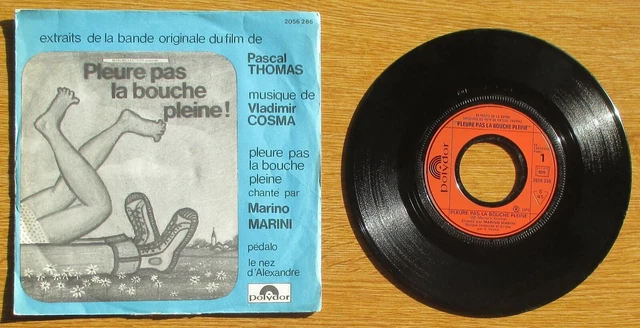 2056 286
extraits de la bande originale du film de
Pascal
THOMAS
Pleure pas
la bouche
pleine!
musique de
Vladimir
COSMA
pleure pas
la bouche
pleine
chanté par
Marino
MARINI
pédalo
le nez
d'Alexandre
Polydor
"PLEURE PAS LA BOUCHE PLEINE"
Polydor
1
2056 286
PLEURE PAS LA BOUCHE PLEINE